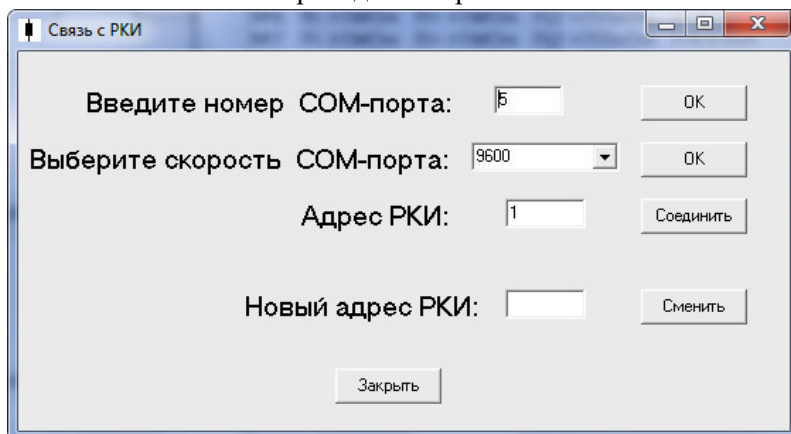 Связь с РКИ
Введите номер COM-порта: 5 OK
Выберите скорость COM-порта: 9600 OK
Адрес РКИ: 1 Соединить
Новый адрес РКИ: Сменить
Закрыть